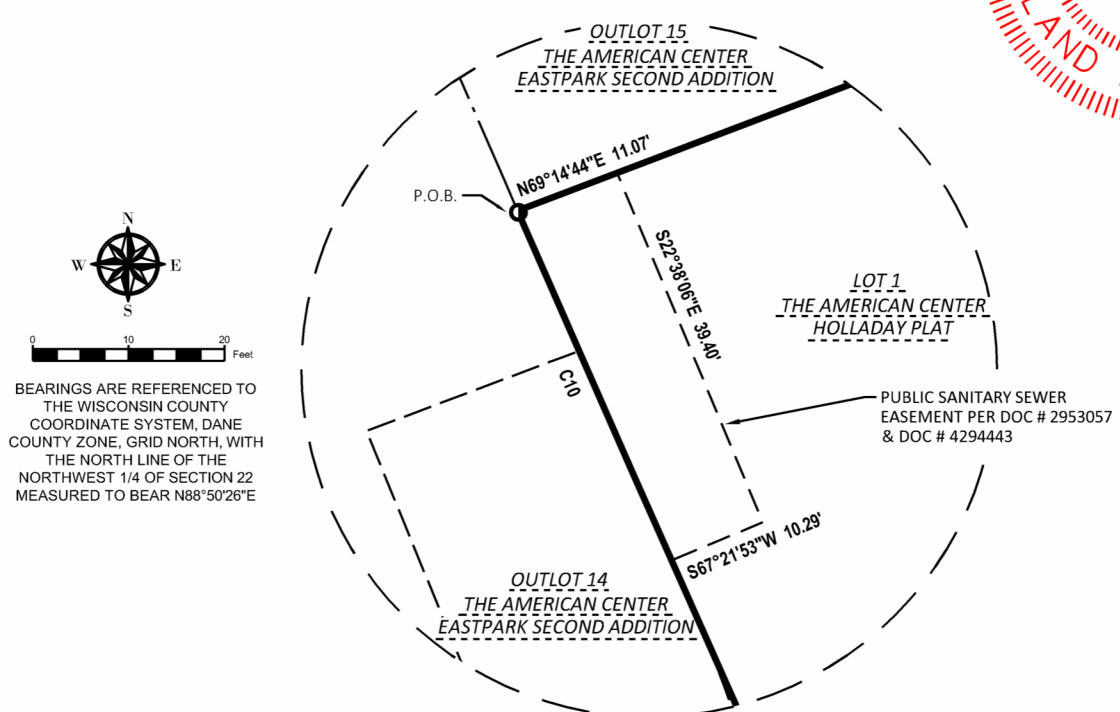 OUTLOT 15
THE AMERICAN CENTER
EASTPARK SECOND ADDITION
LAND
N69°14'44"E 11.07'
P.O.B.
S22°38'06"E 39.40'
N
W
E
S
LOT 1
THE AMERICAN CENTER
HOLLADAY PLAT
0 10 20
Feet
C10
BEARINGS ARE REFERENCED TO
THE WISCONSIN COUNTY
COORDINATE SYSTEM, DANE
COUNTY ZONE, GRID NORTH, WITH
THE NORTH LINE OF THE
NORTHWEST 1/4 OF SECTION 22
MEASURED TO BEAR N88°50'26"E
PUBLIC SANITARY SEWER
EASEMENT PER DOC # 2953057
& DOC # 4294443
S67°21'53"W 10.29'
OUTLOT 14
THE AMERICAN CENTER
EASTPARK SECOND ADDITION